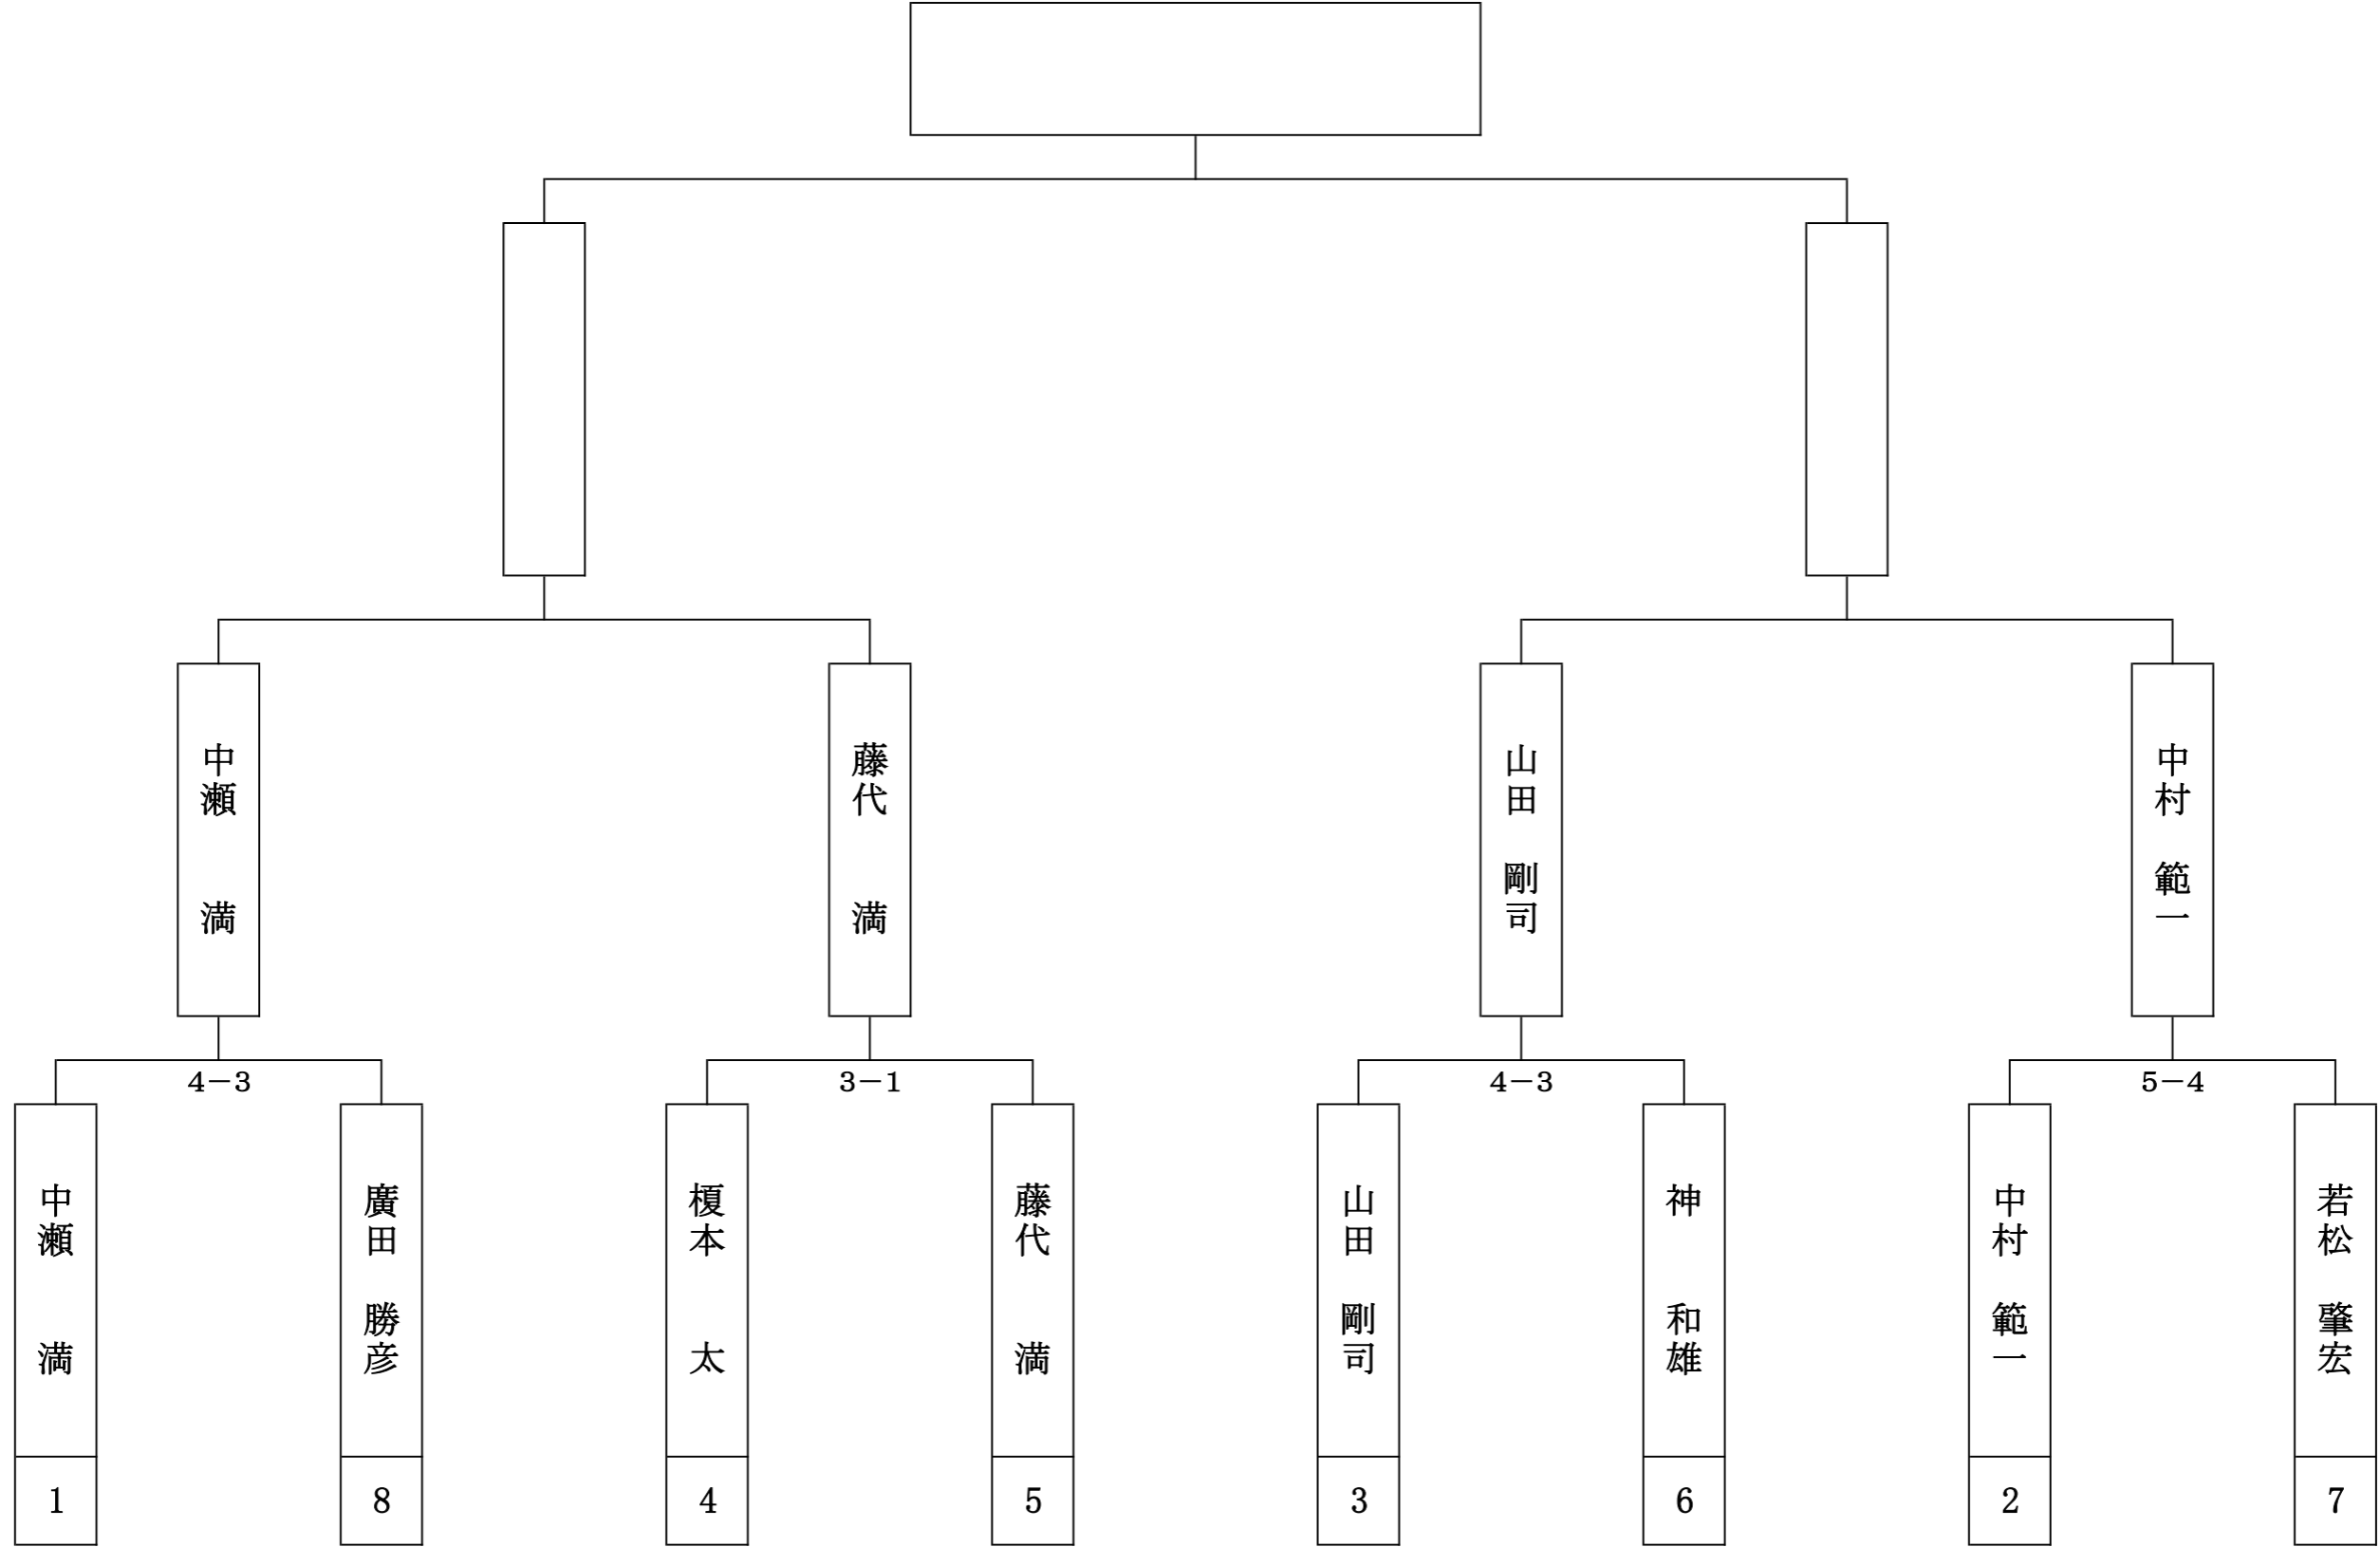 中瀬　　満
藤代　　満
山田　剛司
中村　範一
4－3
3－1
4－3
5－4
中瀬　　満
廣田　勝彦
榎本　　太
藤代　　満
山田　剛司
神　　和雄
中村　範一
若松　肇宏
1
8
4
5
3
6
2
7